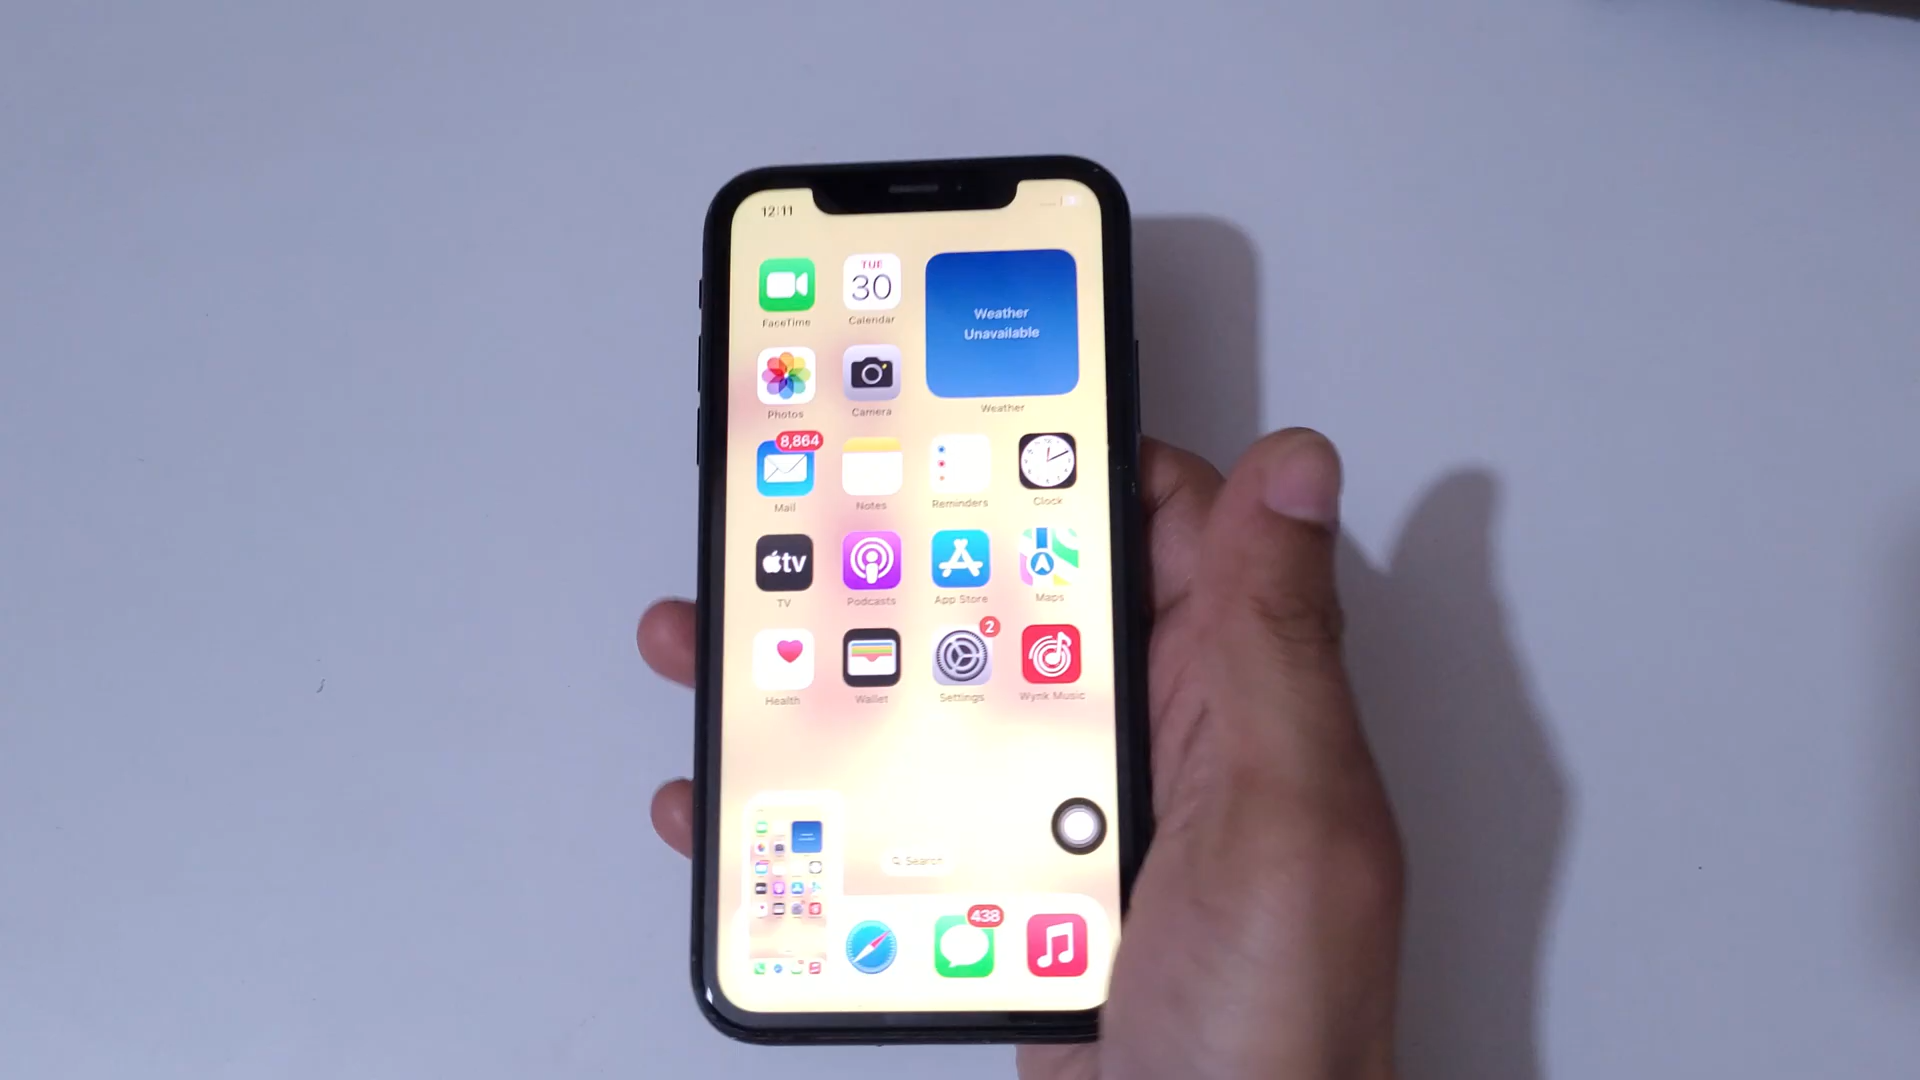 12:11
TUE
30
FaceTime
Calendar
Weather
Unavailable
Photos
Camera
Weather
8,864
Mail
Notes
Reminders
Clock
tv
TV
Podcasts
App Store
Maps
2
Health
Wallet
Settings
Wynk Music
Search
438